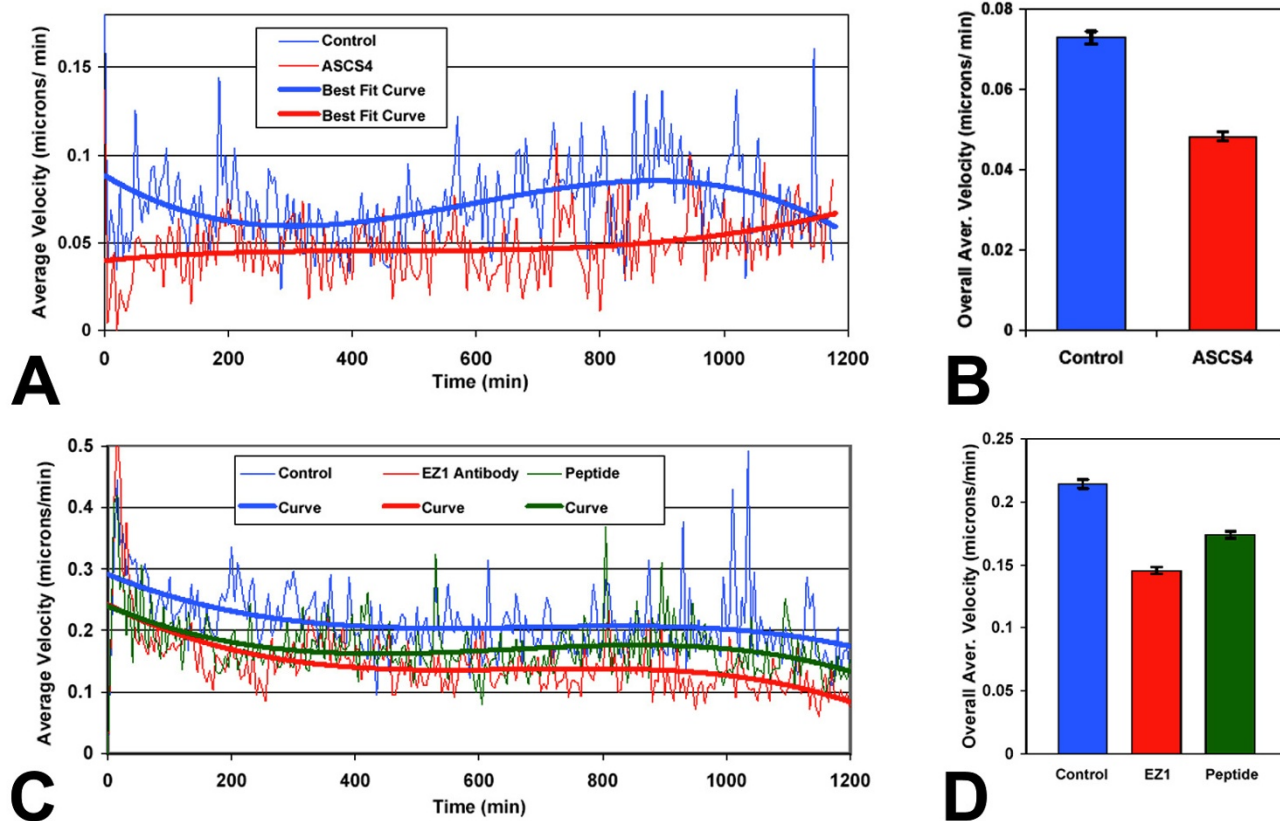 Average Velocity (microns/ min)
0.15
0.1
0.05
0
Control
ASCS4
Best Fit Curve
Best Fit Curve
0 200 400 600 800 1000 1200
Time (min)
A
Overall Aver. Velocity (microns/ min)
0.08
0.06
0.04
0.02
0
Control ASCS4
B
Average Velocity (microns/min)
0.5
0.4
0.3
0.2
0.1
0
Control EZ1 Antibody Peptide
Curve Curve Curve
0 200 400 600 800 1000 1200
Time (min)
C
Overall Aver. Velocity (microns/min)
0.25
0.2
0.15
0.1
0.05
0
Control EZ1 Peptide
D